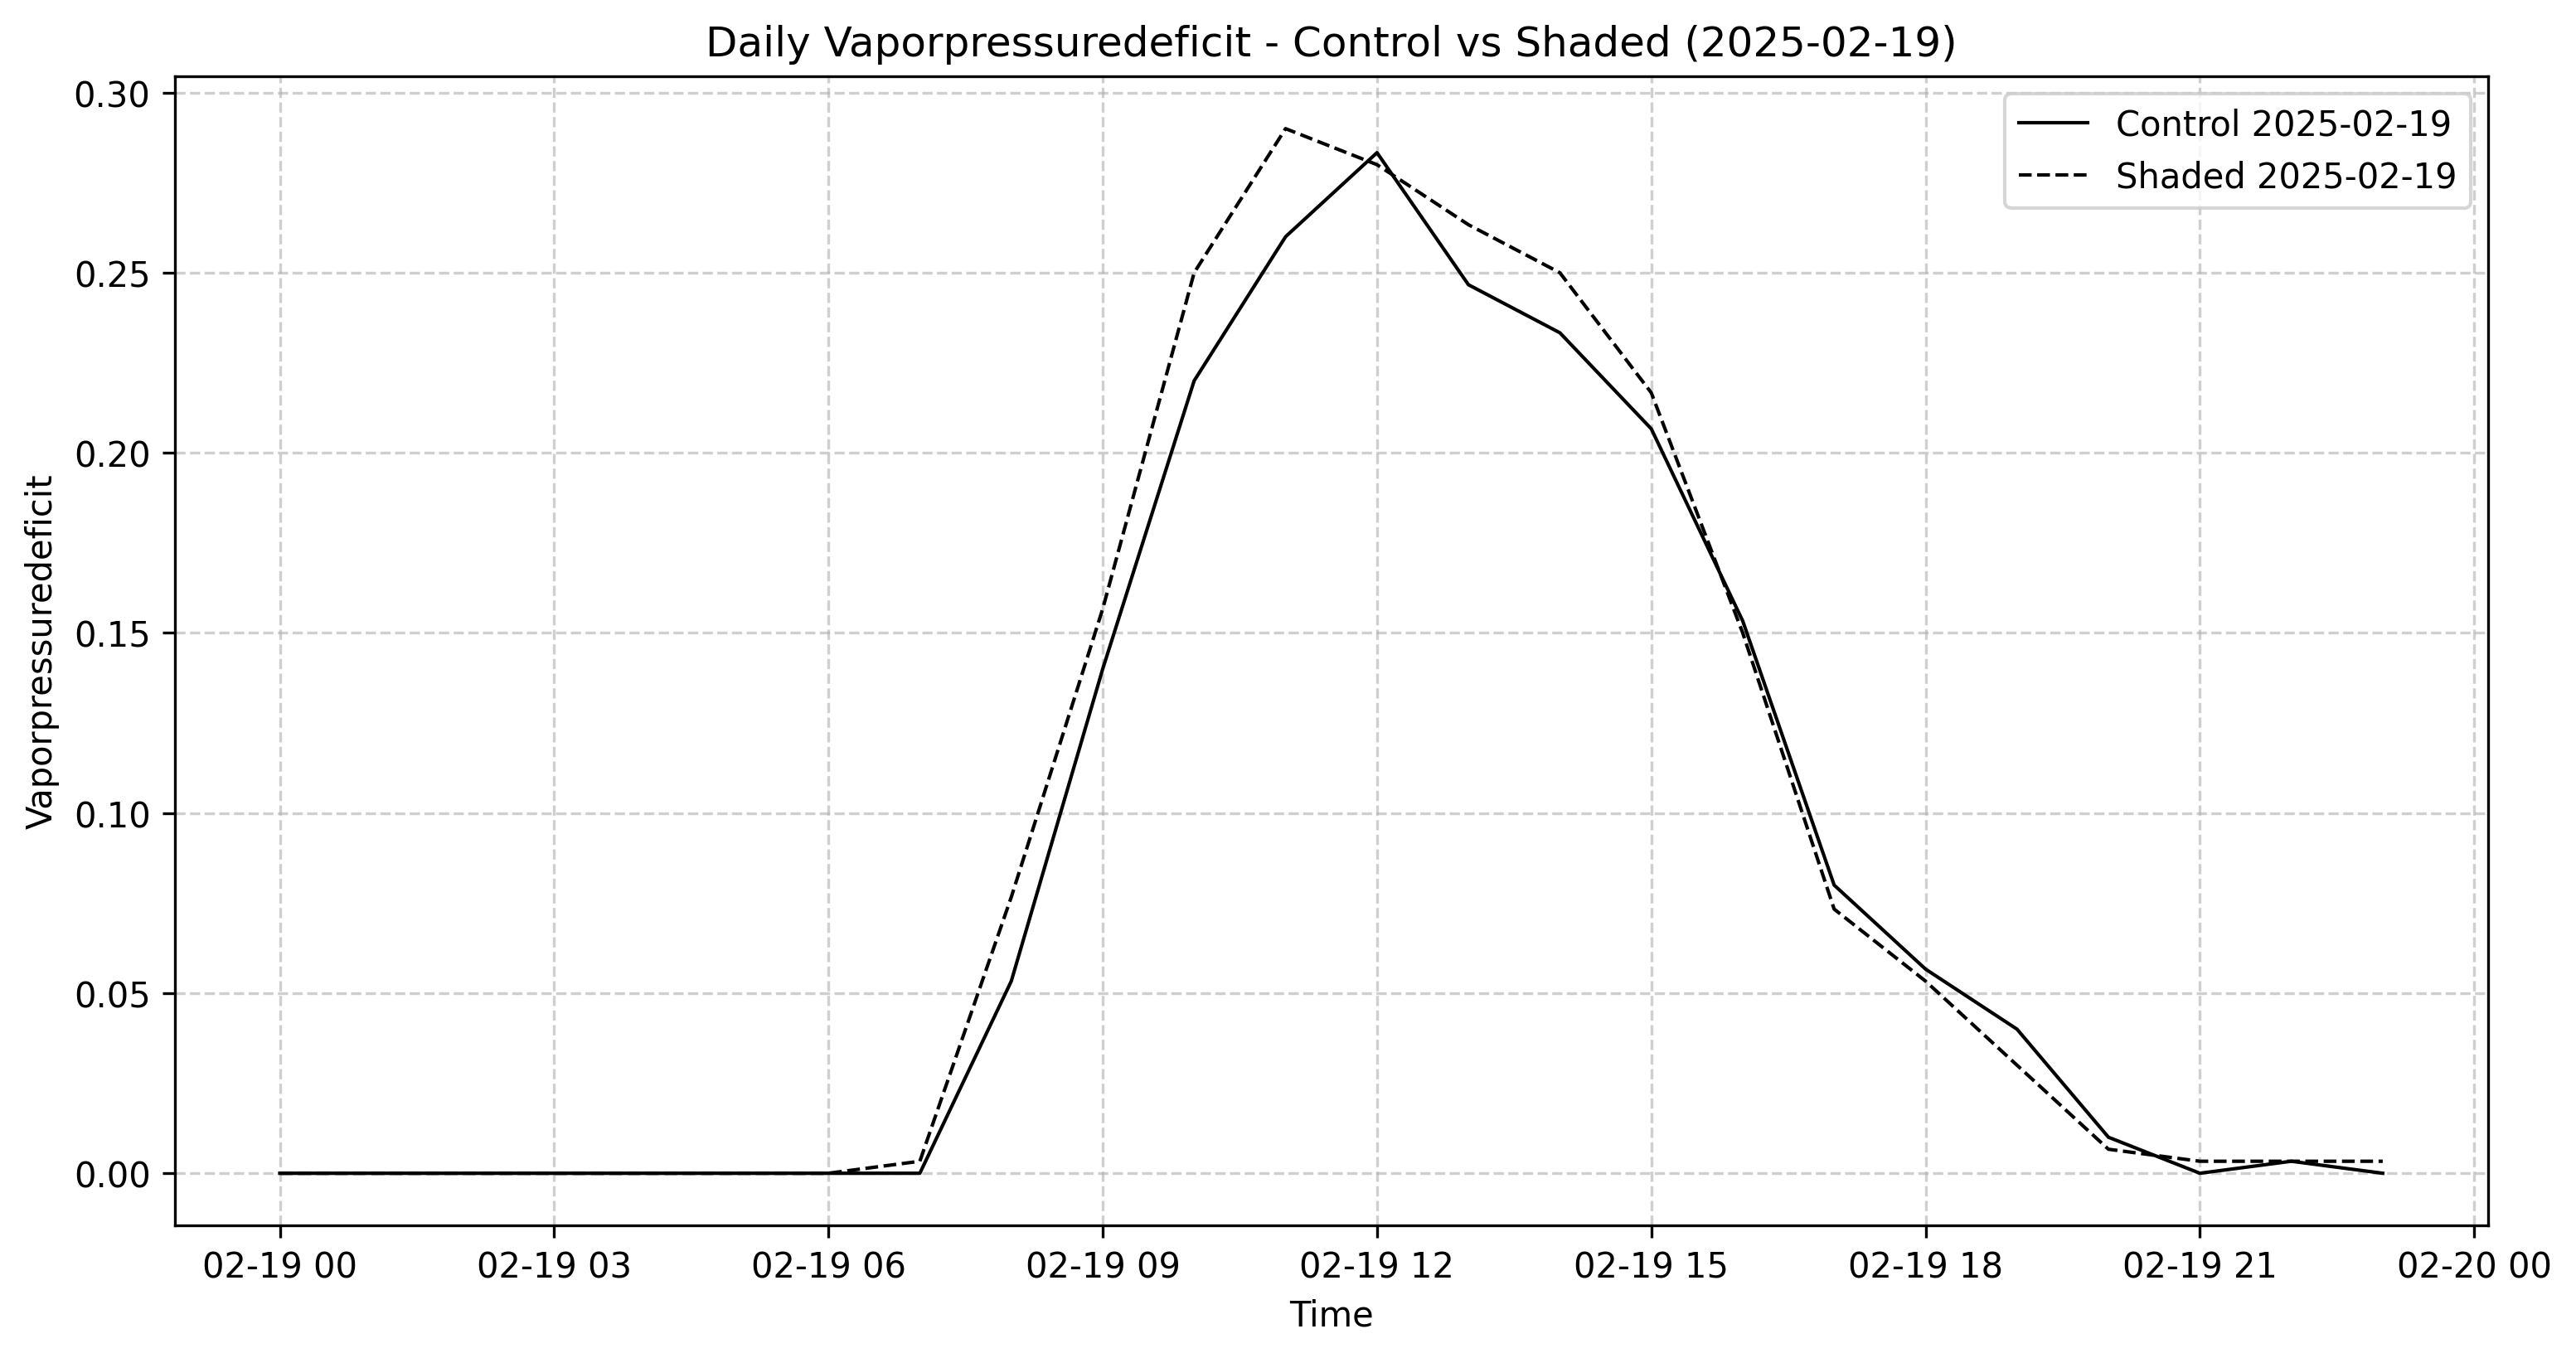 Daily Vaporpressuredeficit - Control vs Shaded (2025-02-19)
Control 2025-02-19
Shaded 2025-02-19
Vaporpressuredeficit
0.30
0.25
0.20
0.15
0.10
0.05
0.00
02-19 00 02-19 03 02-19 06 02-19 09 02-19 12 02-19 15 02-19 18 02-19 21 02-20 00
Time